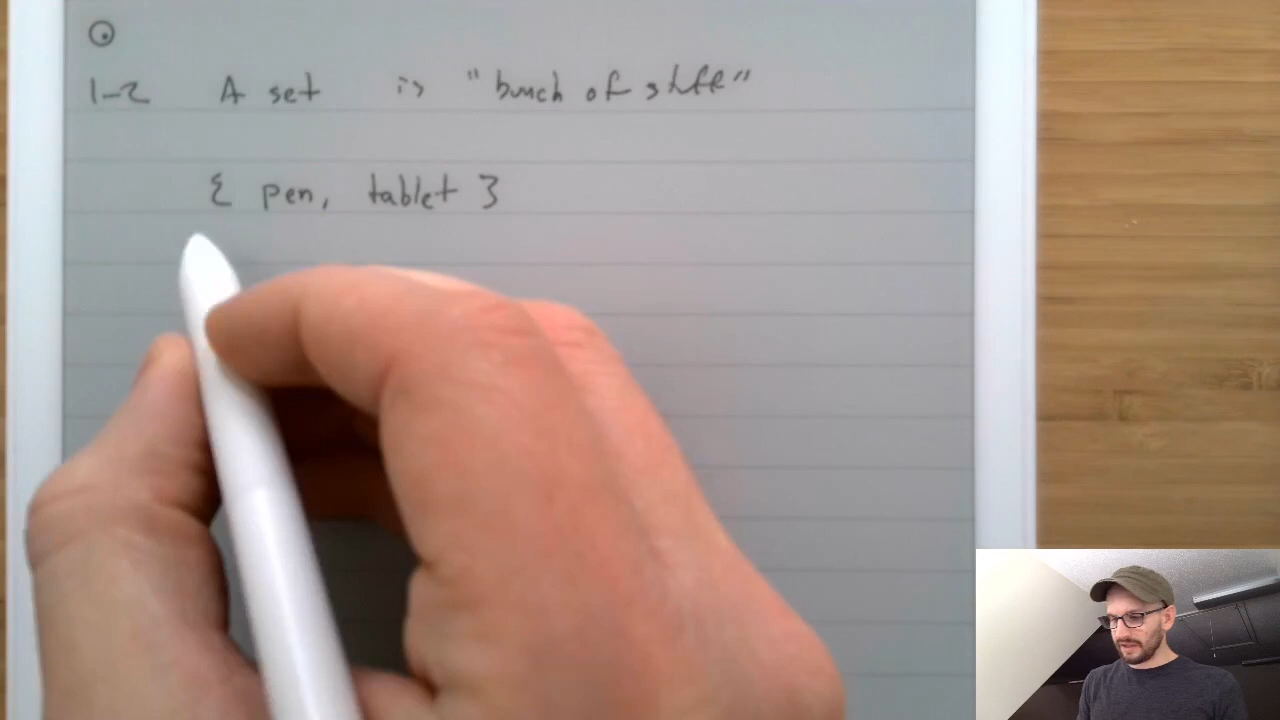 1-2 A set is "bunch of stuff"
{ pen, tablet }